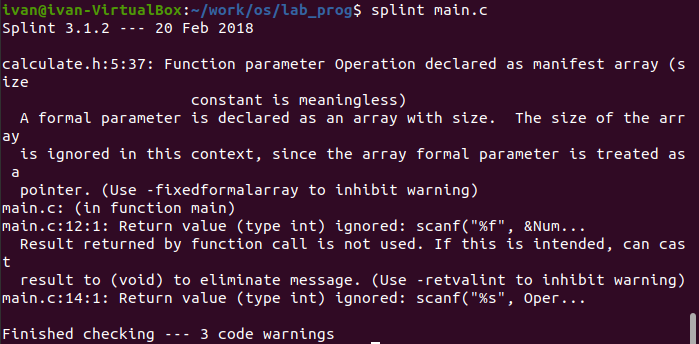 ivan@ivan-VirtualBox:~/work/os/lab_prog$ splint main.c
Splint 3.1.2 --- 20 Feb 2018

calculate.h:5:37: Function parameter Operation declared as manifest array (s
ize
                     constant is meaningless)
  A formal parameter is declared as an array with size.  The size of the arr
ay
  is ignored in this context, since the array formal parameter is treated as
 a
  pointer. (Use -fixedformalarray to inhibit warning)
main.c: (in function main)
main.c:12:1: Return value (type int) ignored: scanf("%f", &Num...
  Result returned by function call is not used. If this is intended, can cas
t
  result to (void) to eliminate message. (Use -retvalint to inhibit warning)
main.c:14:1: Return value (type int) ignored: scanf("%s", Oper...

Finished checking --- 3 code warnings